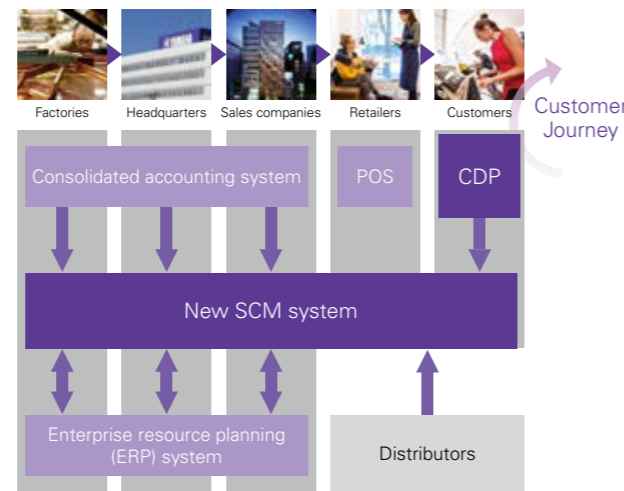 Factories
Headquarters
Sales companies
Retailers
Customers
Customer
Journey
Consolidated accounting system
POS
CDP
New SCM system
Enterprise resource planning
(ERP) system
Distributors